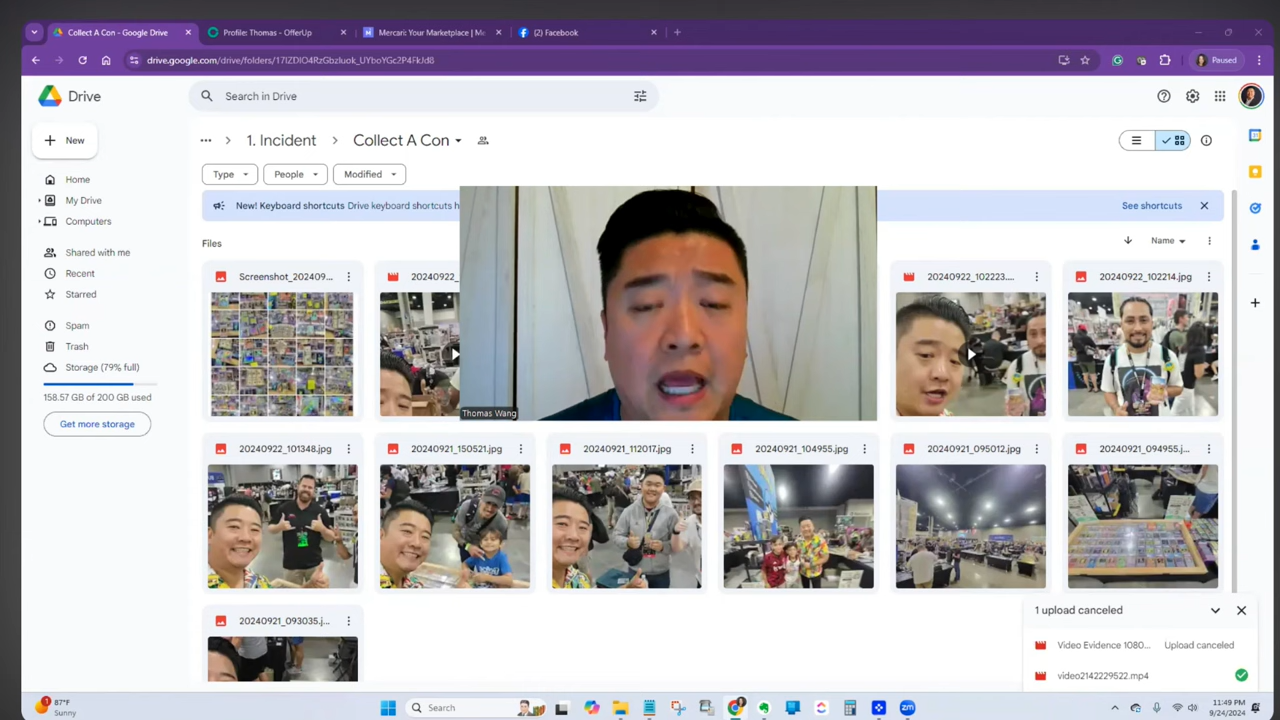 Collect A Con - Google Drive
Profile: Thomas - OfferUp
Mercari: Your Marketplace | Me
(2) Facebook
drive.google.com/drive/folders/17IZDIO4RzGbzIuok_UYboYGc2P4FkJd8
Paused
Drive
Search in Drive
New
1. Incident
Collect A Con
Type
People
Modified
Home
My Drive
Computers
Shared with me
Recent
Starred
Spam
Trash
Storage (79% full)
158.57 GB of 200 GB used
Get more storage
New! Keyboard shortcuts Drive keyboard shortcuts h
See shortcuts
Files
Name
Screenshot_202409...
20240922_
20240922_102223....
20240922_102214.jpg
Thomas Wang
20240922_101348.jpg
20240921_150521.jpg
20240921_112017.jpg
20240921_104955.jpg
20240921_095012.jpg
20240921_094955.j...
20240921_093035.j...
1 upload canceled
Video Evidence 1080...
Upload canceled
video2142229522.mp4
1
87°F
Sunny
Search
zm
11:49 PM
9/24/2024